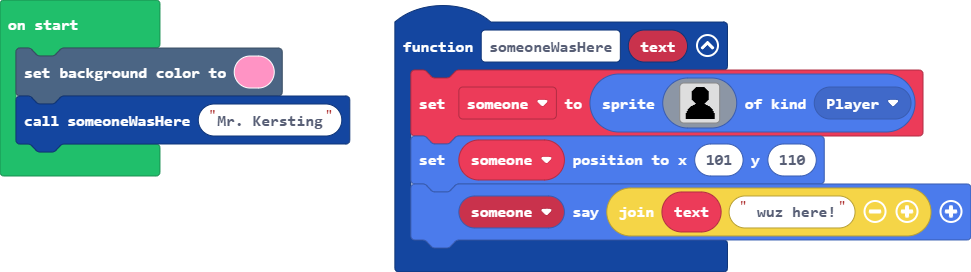 on start
set background color to
call someoneWasHere "Mr. Kersting"
function someoneWasHere text
set someone to sprite of kind Player
set someone position to x 101 y 110
someone say join text " wuz here!"